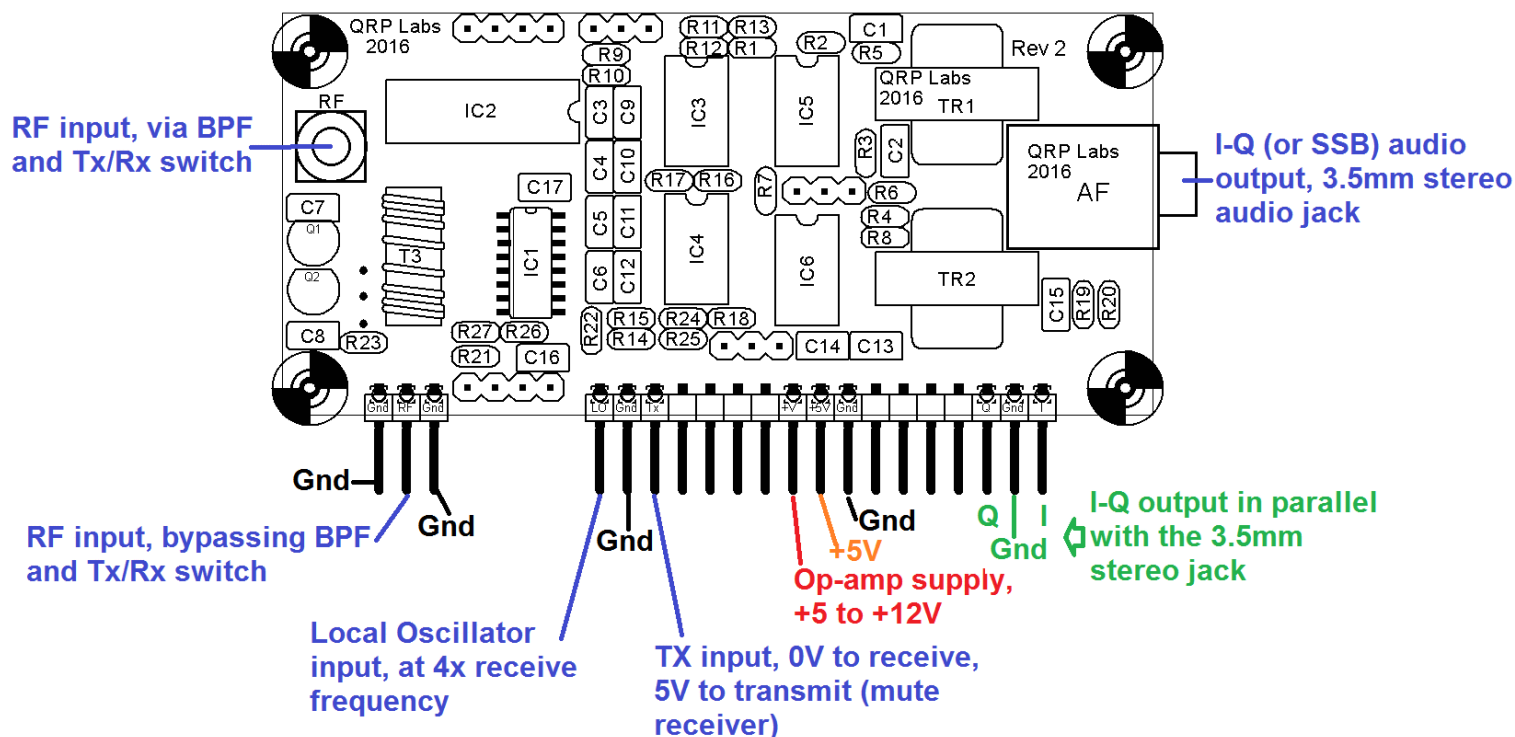 QRP Labs
2016
R11
R13
R12
R1
R2
C1
R5
Rev 2
R9
R10
RF
IC2
C3
C9
IC3
IC5
QRP Labs
2016
TR1
RF input, via BPF
and Tx/Rx switch
C4
C10
R3
C2
QRP Labs
2016
AF
I-Q (or SSB) audio
output, 3.5mm stereo
audio jack
C17
R17
R16
R7
R6
C7
Q1
T3
IC1
C5
C11
IC4
IC6
R4
R8
Q2
C6
C12
TR2
C15
R19
R20
C8
R23
R27
R26
R21
C16
R22
R15
R14
R24
R25
R18
C14
C13
Gnd
RF
Gnd
LO
Gnd
Tx
+V
+5V
Gnd
Q
Gnd
I
Gnd
Gnd
RF input, bypassing BPF
and Tx/Rx switch
Gnd
Local Oscillator
input, at 4x receive
frequency
TX input, 0V to receive,
5V to transmit (mute
receiver)
Gnd
+5V
Op-amp supply,
+5 to +12V
Q I
Gnd
I-Q output in parallel
with the 3.5mm
stereo jack